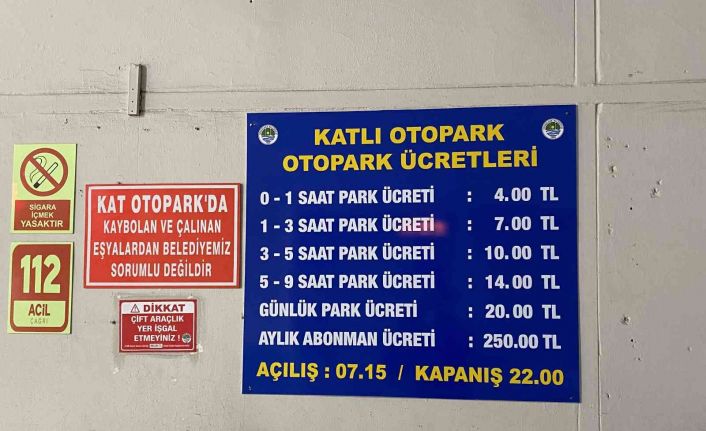 SİGARA
İÇMEK
YASAKTIR
112
ACİL
ÇAĞRI
KAT OTOPARK'DA
KAYBOLAN VE ÇALINAN
EŞYALARDAN BELEDİYEMİZ
SORUMLU DEĞİLDİR
DİKKAT
ÇİFT ARAÇLIK
YER İŞGAL
ETMEYİNİZ !
KATLI OTOPARK
OTOPARK ÜCRETLERİ
0 - 1 SAAT PARK ÜCRETİ : 4.00 TL
1 - 3 SAAT PARK ÜCRETİ : 7.00 TL
3 - 5 SAAT PARK ÜCRETİ : 10.00 TL
5 - 9 SAAT PARK ÜCRETİ : 14.00 TL
GÜNLÜK PARK ÜCRETİ : 20.00 TL
AYLIK ABONMAN ÜCRETİ : 250.00 TL
AÇILIŞ : 07.15 / KAPANIŞ 22.00